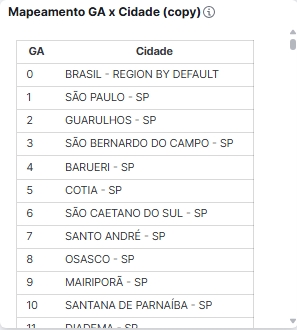 Mapeamento GA x Cidade (copy)
GA Cidade
0 BRASIL - REGION BY DEFAULT
1 SÃO PAULO - SP
2 GUARULHOS - SP
3 SÃO BERNARDO DO CAMPO - SP
4 BARUERI - SP
5 COTIA - SP
6 SÃO CAETANO DO SUL - SP
7 SANTO ANDRÉ - SP
8 OSASCO - SP
9 MAIRIPORÃ - SP
10 SANTANA DE PARNAÍBA - SP
11 DIADEMA - SP